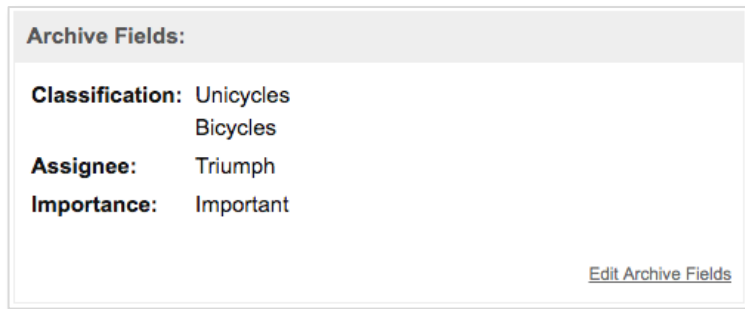 Archive Fields:
Classification: Unicycles
Bicycles
Assignee: Triumph
Importance: Important
Edit Archive Fields